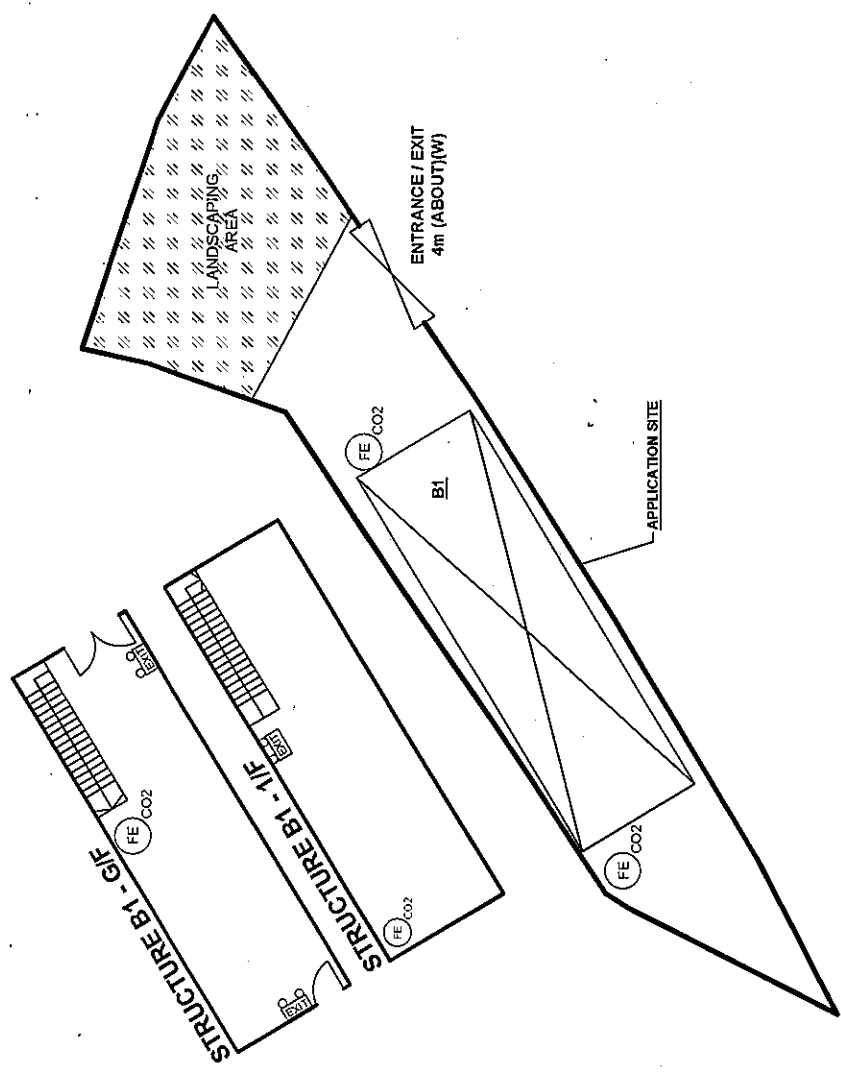 LANDSCAPING
AREA
ENTRANCE / EXIT
4m (ABOUT)(W)
FE CO2
B1
APPLICATION SITE
FE CO2
STRUCTURE B1 - G/F
EXIT
FE CO2
EXIT
STRUCTURE B1 - 1/F
EXIT
FE CO2